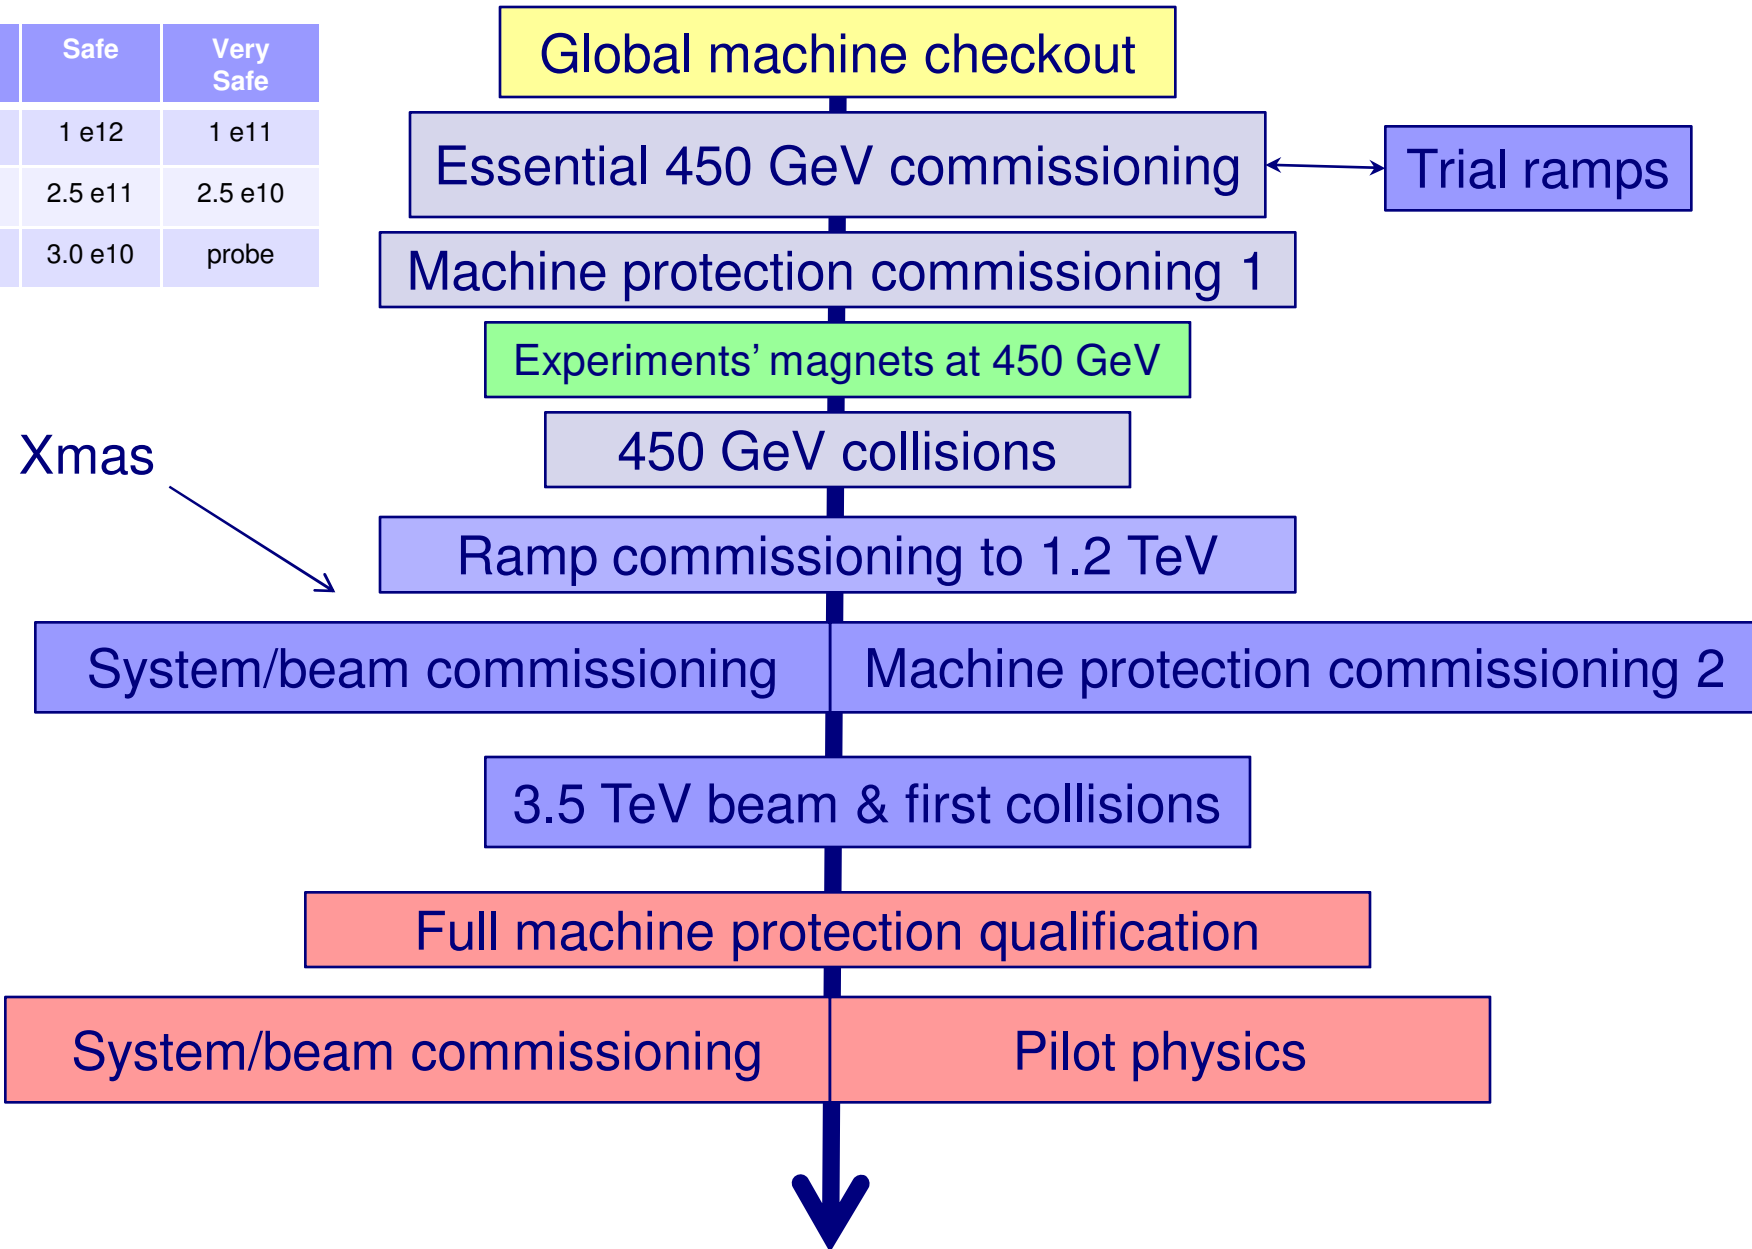 Safe Very Safe
1 e12 1 e11
2.5 e11 2.5 e10
3.0 e10 probe
Global machine checkout
Essential 450 GeV commissioning
Trial ramps
Machine protection commissioning 1
Experiments’ magnets at 450 GeV
450 GeV collisions
Xmas
Ramp commissioning to 1.2 TeV
System/beam commissioning
Machine protection commissioning 2
3.5 TeV beam & first collisions
Full machine protection qualification
System/beam commissioning
Pilot physics